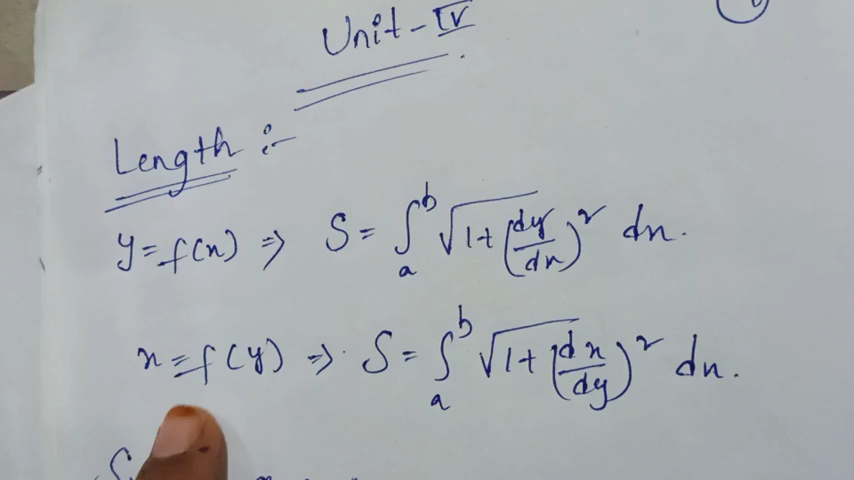 Unit-IV
Length :-
y=f(x) ⇒ S = ∫_a^b √(1+(dy/dx)²) dx.
x=f(y) ⇒ S = ∫_a^b √(1+(dx/dy)²) dx.